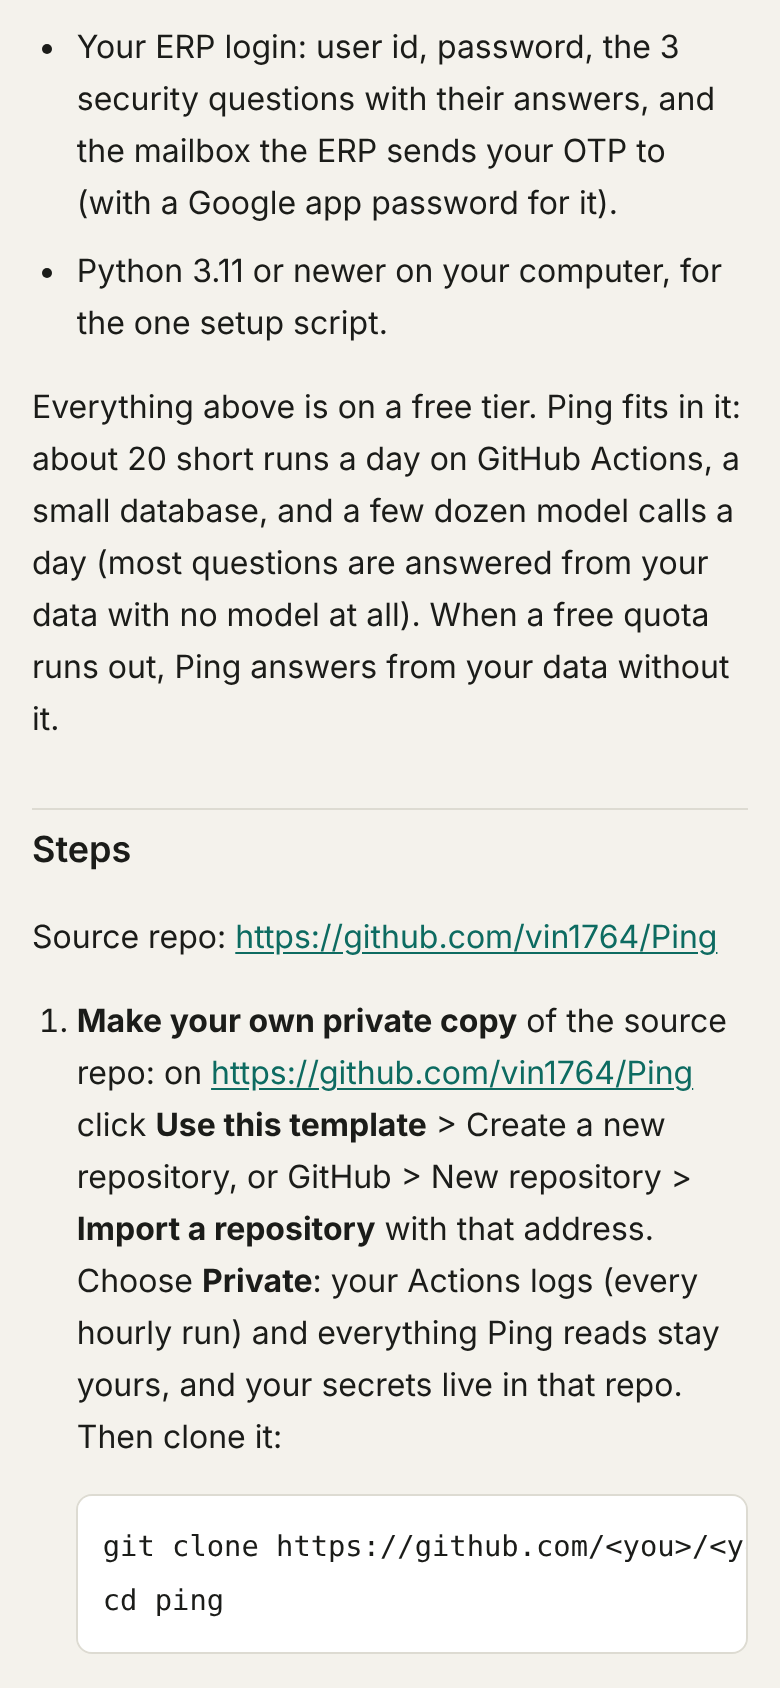 • Your ERP login: user id, password, the 3
security questions with their answers, and
the mailbox the ERP sends your OTP to
(with a Google app password for it).
• Python 3.11 or newer on your computer, for
the one setup script.
Everything above is on a free tier. Ping fits in it:
about 20 short runs a day on GitHub Actions, a
small database, and a few dozen model calls a
day (most questions are answered from your
data with no model at all). When a free quota
runs out, Ping answers from your data without
it.
Steps
Source repo: https://github.com/vin1764/Ping
1. Make your own private copy of the source
repo: on https://github.com/vin1764/Ping
click Use this template > Create a new
repository, or GitHub > New repository >
Import a repository with that address.
Choose Private: your Actions logs (every
hourly run) and everything Ping reads stay
yours, and your secrets live in that repo.
Then clone it:
git clone https://github.com/<you>/<y
cd ping